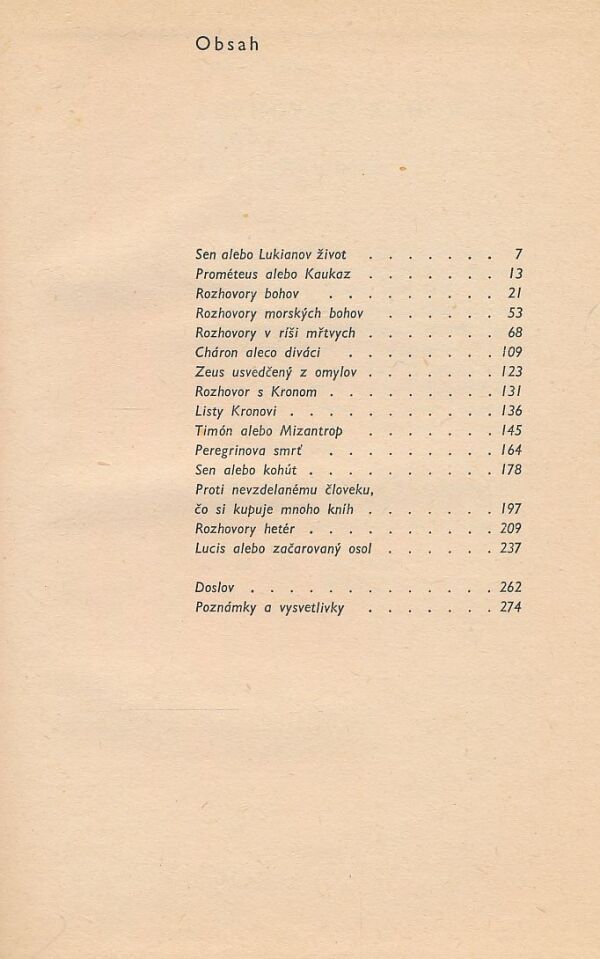 Obsah
Sen alebo Lukianov život . . . . . . . 7
Prométeus alebo Kaukaz . . . . . . . 13
Rozhovory bohov . . . . . . . . . 21
Rozhovory morských bohov . . . . . . 53
Rozhovory v ríši mŕtvych . . . . . . . 68
Cháron aleco diváci . . . . . . . . 109
Zeus usvedčený z omylov . . . . . . . 123
Rozhovor s Kronom . . . . . . . . . 131
Listy Kronovi . . . . . . . . . . . 136
Timón alebo Mizantrop . . . . . . . 145
Peregrinova smrť . . . . . . . . . 164
Sen alebo kohút . . . . . . . . . . 178
Proti nevzdelanému človeku,
čo si kupuje mnoho kníh . . . . . . . 197
Rozhovory hetér . . . . . . . . . . 209
Lucis alebo začarovaný osol . . . . . . 237
Doslov . . . . . . . . . . . . . 262
Poznámky a vysvetlivky . . . . . . . 274